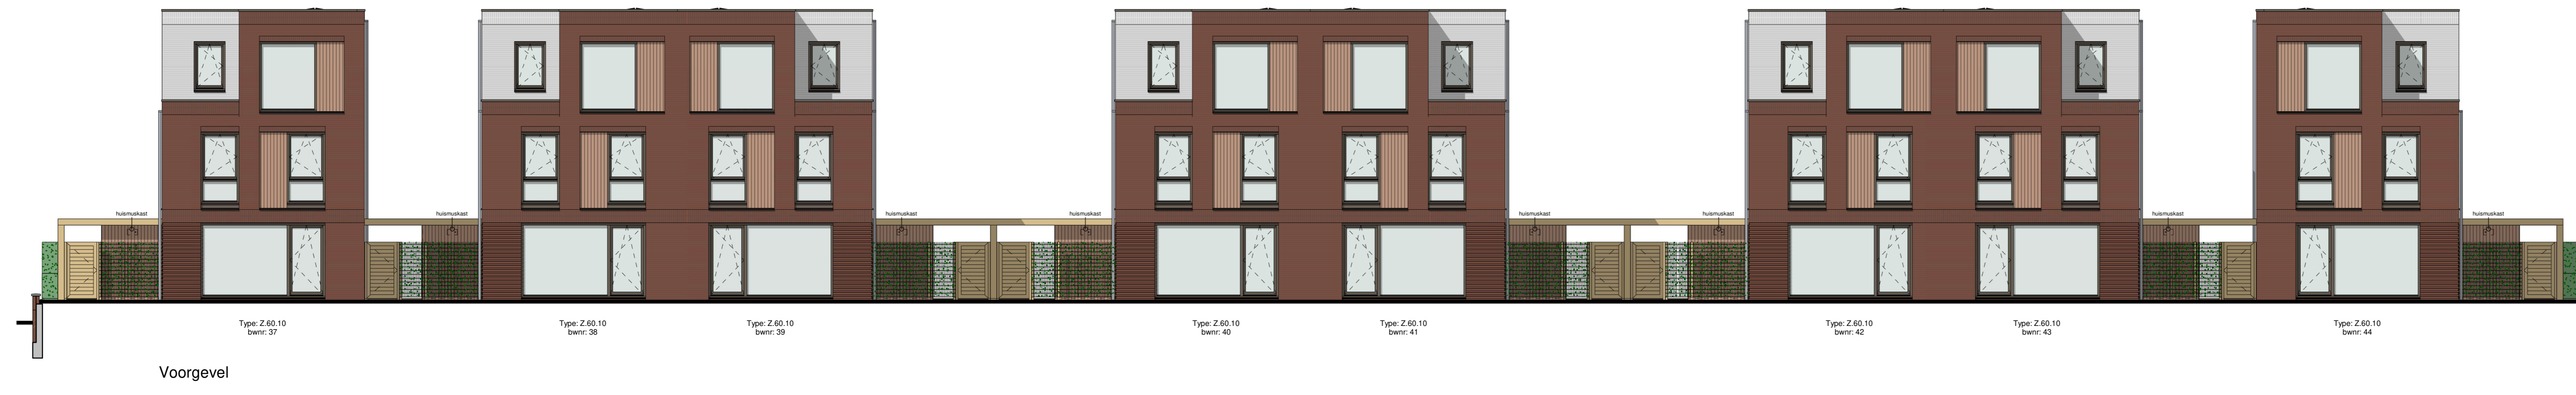 huismuskast
huismuskast
huismuskast
huismuskast
huismuskast
huismuskast
huismuskast
huismuskast
Type: Z.60.10
bwnr: 37
Type: Z.60.10
bwnr: 38
Type: Z.60.10
bwnr: 39
Type: Z.60.10
bwnr: 40
Type: Z.60.10
bwnr: 41
Type: Z.60.10
bwnr: 42
Type: Z.60.10
bwnr: 43
Type: Z.60.10
bwnr: 44
Voorgevel